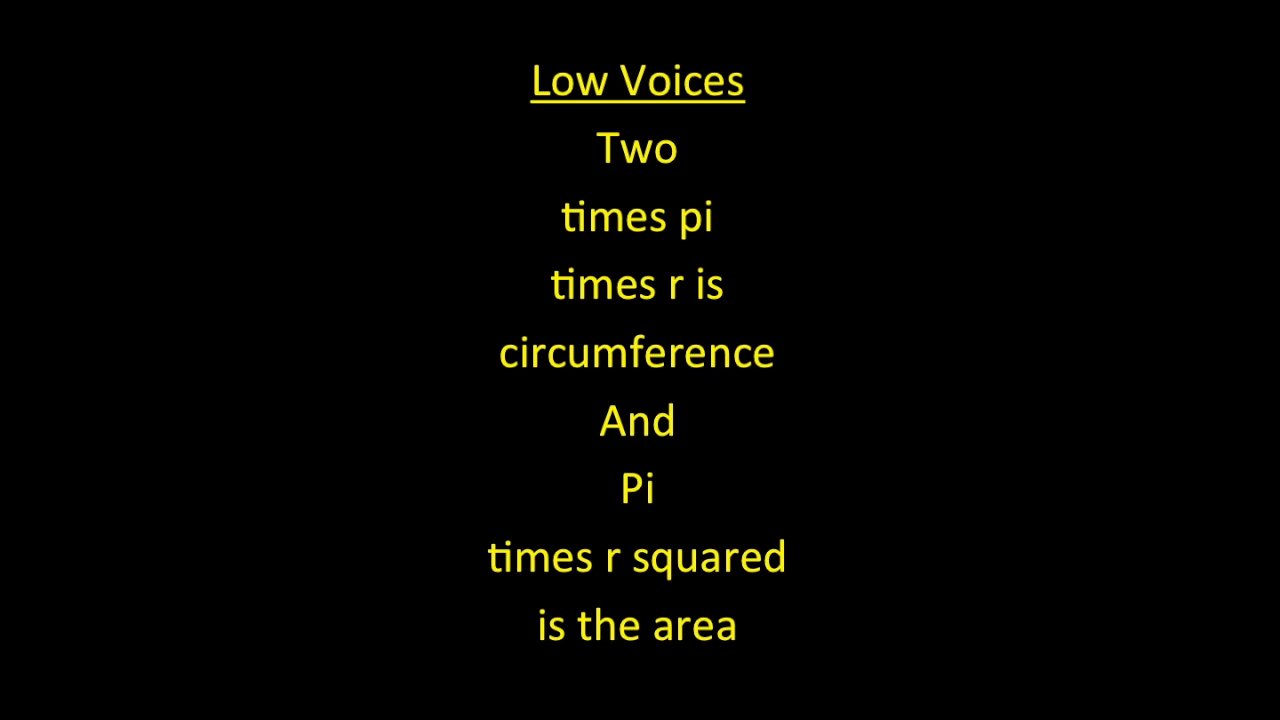 Low Voices
Two
times pi
times r is
circumference
And
Pi
times r squared
is the area